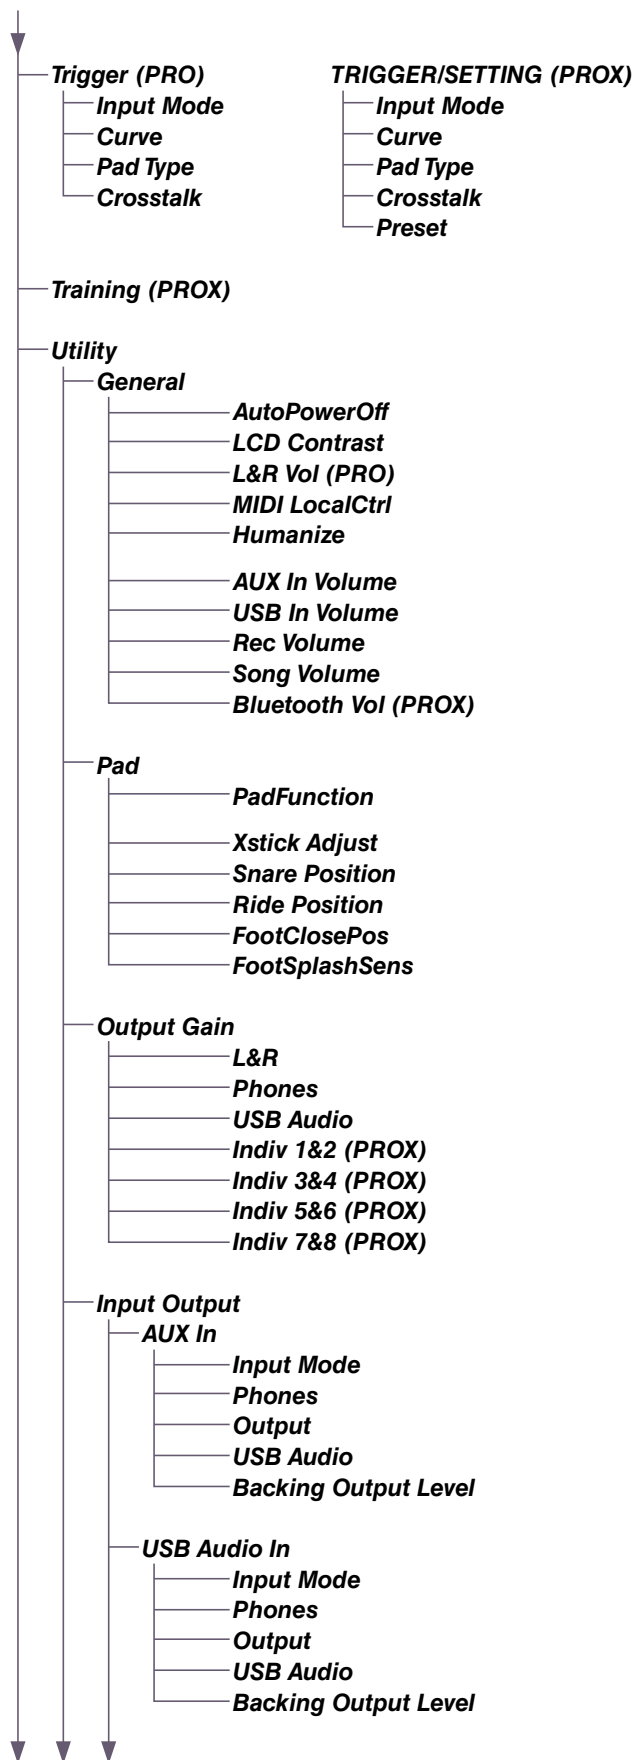 Trigger (PRO)
Input Mode
Curve
Pad Type
Crosstalk
TRIGGER/SETTING (PROX)
Input Mode
Curve
Pad Type
Crosstalk
Preset
Training (PROX)
Utility
General
AutoPowerOff
LCD Contrast
L&R Vol (PRO)
MIDI LocalCtrl
Humanize
AUX In Volume
USB In Volume
Rec Volume
Song Volume
Bluetooth Vol (PROX)
Pad
PadFunction
Xstick Adjust
Snare Position
Ride Position
FootClosePos
FootSplashSens
Output Gain
L&R
Phones
USB Audio
Indiv 1&2 (PROX)
Indiv 3&4 (PROX)
Indiv 5&6 (PROX)
Indiv 7&8 (PROX)
Input Output
AUX In
Input Mode
Phones
Output
USB Audio
Backing Output Level
USB Audio In
Input Mode
Phones
Output
USB Audio
Backing Output Level